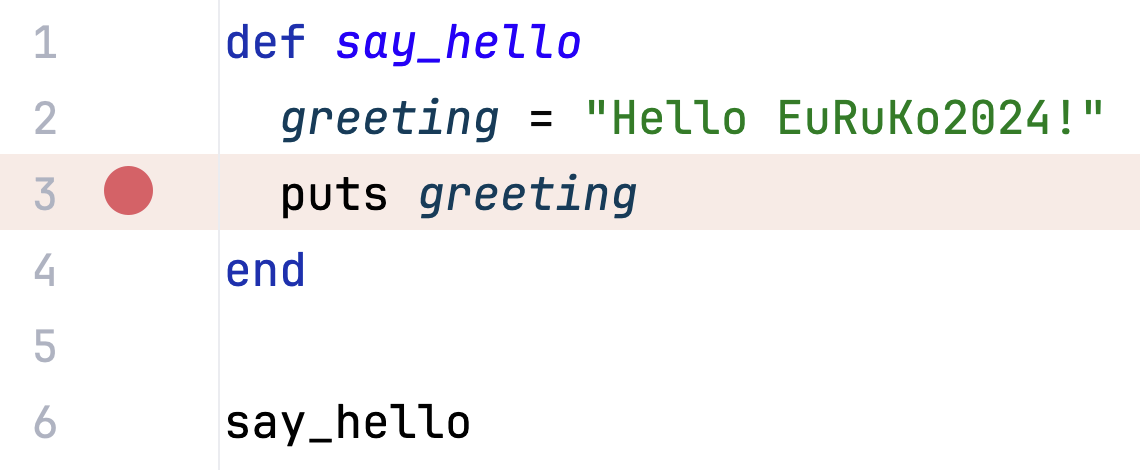 1 def say_hello
2   greeting = "Hello EuRuKo2024!"
3   puts greeting
4 end
5
6 say_hello